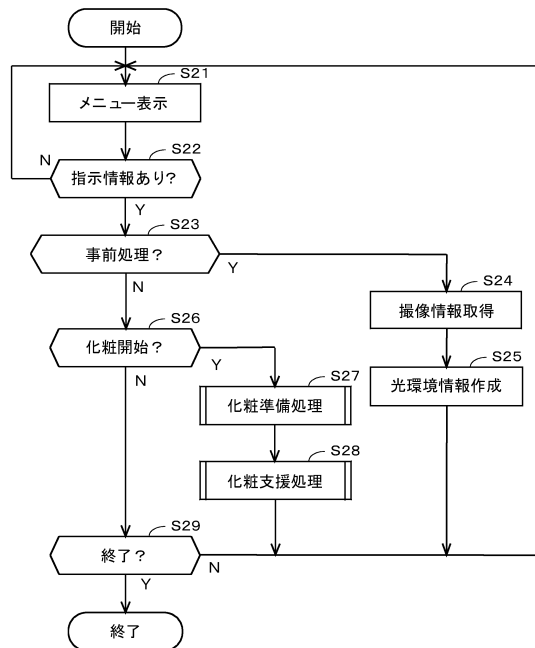 開始
S21
メニュー表示
S22
N
指示情報あり?
Y
S23
事前処理?
Y
N
S24
撮像情報取得
S26
化粧開始?
Y
N
S25
光環境情報作成
S27
化粧準備処理
S28
化粧支援処理
S29
終了?
N
Y
終了